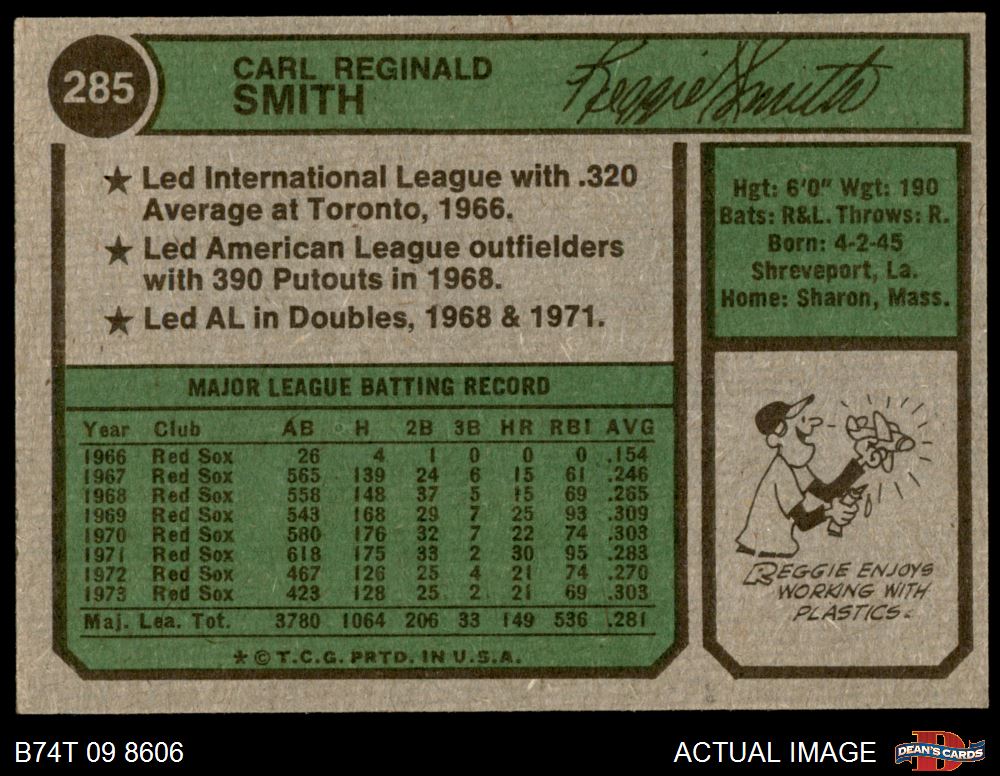 285
CARL REGINALD
SMITH
Reggie Smith
★ Led International League with .320
Average at Toronto, 1966.
★ Led American League outfielders
with 390 Putouts in 1968.
★ Led AL in Doubles, 1968 & 1971.
Hgt: 6'0" Wgt: 190
Bats: R&L. Throws: R.
Born: 4-2-45
Shreveport, La.
Home: Sharon, Mass.
MAJOR LEAGUE BATTING RECORD
Year Club AB H 2B 3B HR RBI AVG
1966 Red Sox 26 4 1 0 0 0 .154
1967 Red Sox 565 139 24 6 15 61 .246
1968 Red Sox 558 148 37 5 15 69 .265
1969 Red Sox 543 168 29 7 25 93 .309
1970 Red Sox 580 176 32 7 22 74 .303
1971 Red Sox 618 175 33 2 30 95 .283
1972 Red Sox 467 126 25 4 21 74 .270
1973 Red Sox 423 128 25 2 21 69 .303
Maj. Lea. Tot. 3780 1064 206 33 149 536 .281
* © T.C.G. PRTD. IN U.S.A.
REGGIE ENJOYS
WORKING WITH
PLASTICS.
B74T 09 8606
ACTUAL IMAGE
DEAN'S CARDS